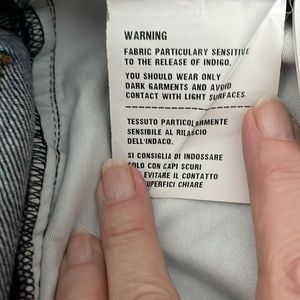 WARNING
FABRIC PARTICULARY SENSITIVE
TO THE RELEASE OF INDIGO.
YOU SHOULD WEAR ONLY
DARK GARMENTS AND AVOID
CONTACT WITH LIGHT SURFACES
TESSUTO PARTICOLARMENTE
SENSIBILE AL RILASCIO
DELL'INDACO.
SI CONSIGLIA DI INDOSSARE
SOLO CON CAPI SCURI
EVITARE IL CONTATTO
SUPERFICI CHIARE